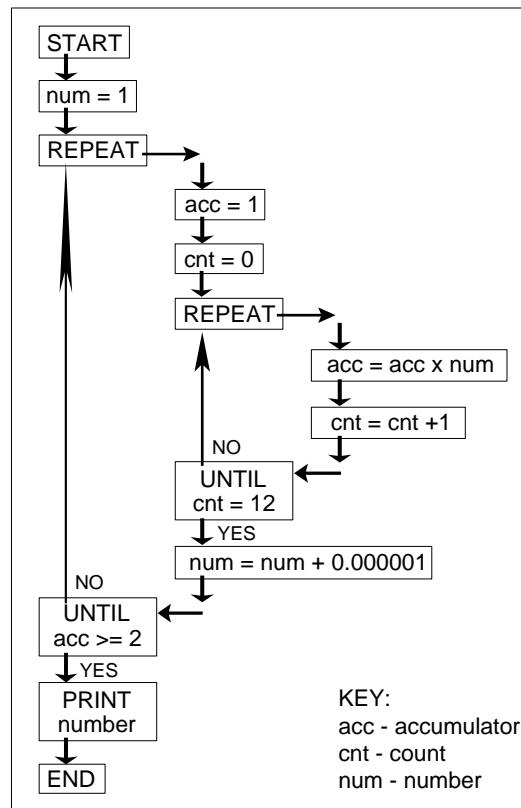 START
num = 1
REPEAT
acc = 1
cnt = 0
REPEAT
acc = acc x num
cnt = cnt +1
NO
UNTIL
cnt = 12
YES
num = num + 0.000001
NO
UNTIL
acc >= 2
YES
PRINT
number
END
KEY:
acc - accumulator
cnt - count
num - number